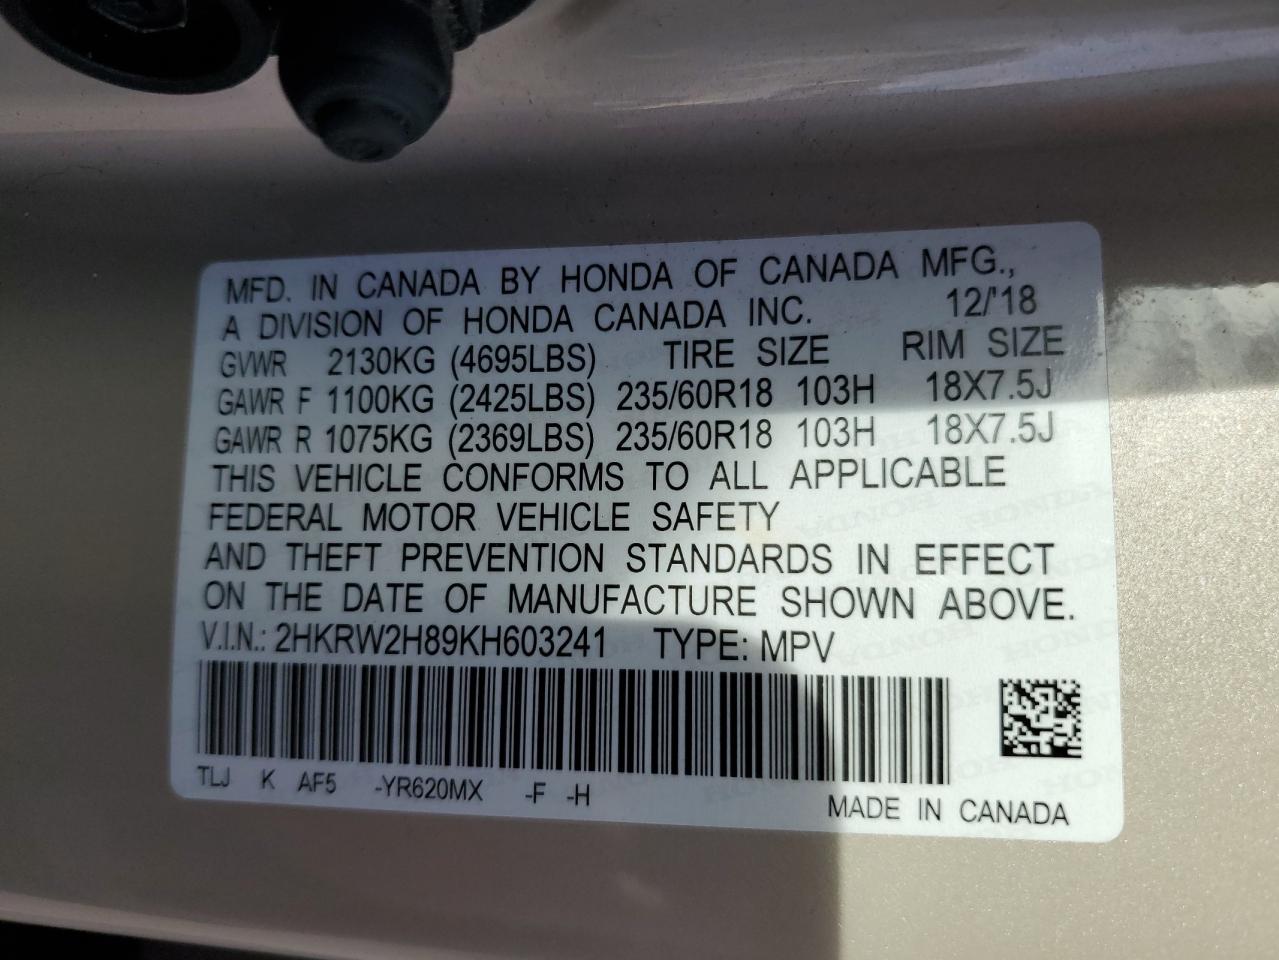 MFD. IN CANADA BY HONDA OF CANADA MFG.,
A DIVISION OF HONDA CANADA INC. 12/'18
GVWR 2130KG (4695LBS) TIRE SIZE RIM SIZE
GAWR F 1100KG (2425LBS) 235/60R18 103H 18X7.5J
GAWR R 1075KG (2369LBS) 235/60R18 103H 18X7.5J
THIS VEHICLE CONFORMS TO ALL APPLICABLE
FEDERAL MOTOR VEHICLE SAFETY
AND THEFT PREVENTION STANDARDS IN EFFECT
ON THE DATE OF MANUFACTURE SHOWN ABOVE.
V.I.N.: 2HKRW2H89KH603241 TYPE: MPV
TLJ K AF5 -YR620MX -F -H
MADE IN CANADA